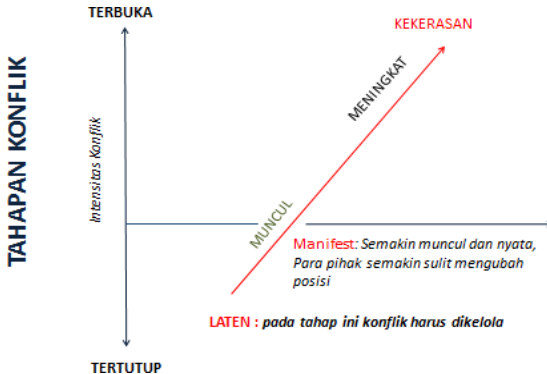 TAHAPAN KONFLIK
TERBUKA
KEKERASAN
MENINGKAT
Intensitas Konflik
MUNCUL
Manifest: Semakin muncul dan nyata,
Para pihak semakin sulit mengubah
posisi
LATEN : pada tahap ini konflik harus dikelola
TERTUTUP